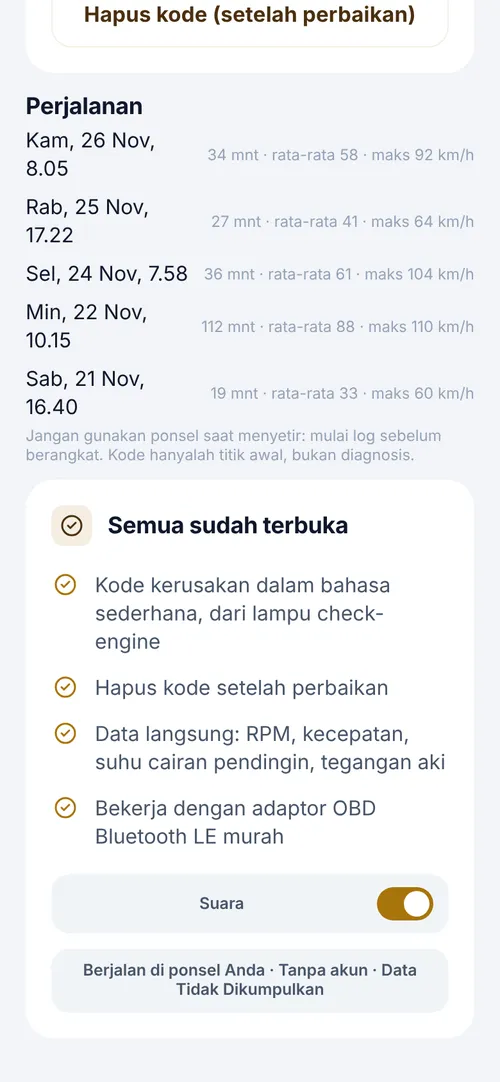 Hapus kode (setelah perbaikan)
Perjalanan
Kam, 26 Nov,
8.05
34 mnt · rata-rata 58 · maks 92 km/h
Rab, 25 Nov,
17.22
27 mnt · rata-rata 41 · maks 64 km/h
Sel, 24 Nov, 7.58
36 mnt · rata-rata 61 · maks 104 km/h
Min, 22 Nov,
10.15
112 mnt · rata-rata 88 · maks 110 km/h
Sab, 21 Nov,
16.40
19 mnt · rata-rata 33 · maks 60 km/h
Jangan gunakan ponsel saat menyetir: mulai log sebelum
berangkat. Kode hanyalah titik awal, bukan diagnosis.
Semua sudah terbuka
Kode kerusakan dalam bahasa
sederhana, dari lampu check-
engine
Hapus kode setelah perbaikan
Data langsung: RPM, kecepatan,
suhu cairan pendingin, tegangan aki
Bekerja dengan adaptor OBD
Bluetooth LE murah
Suara
Berjalan di ponsel Anda · Tanpa akun · Data
Tidak Dikumpulkan